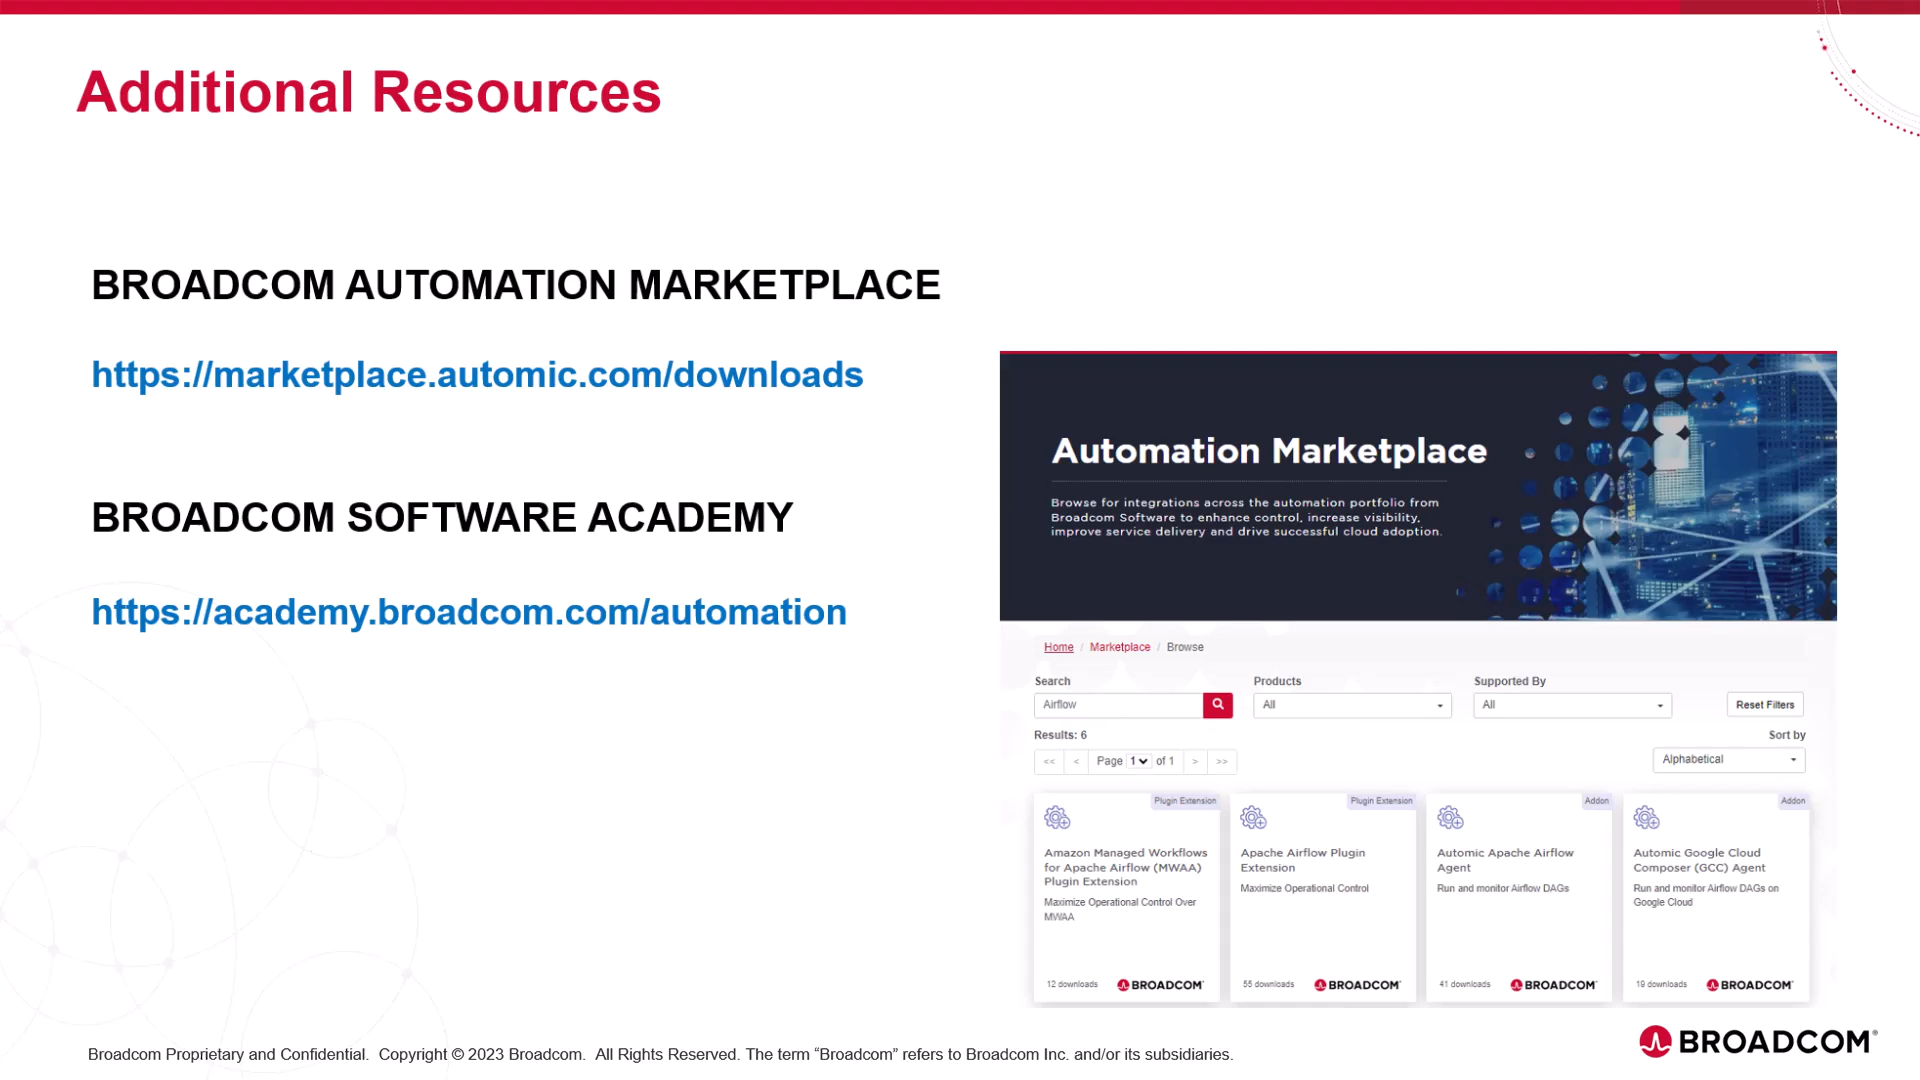 Additional Resources
BROADCOM AUTOMATION MARKETPLACE
https://marketplace.automic.com/downloads
BROADCOM SOFTWARE ACADEMY
https://academy.broadcom.com/automation
Automation Marketplace
Browse for integrations across the automation portfolio from
Broadcom Software to enhance control, increase visibility,
improve service delivery and drive successful cloud adoption.
Home / Marketplace / Browse
Search
Airflow
Products
All
Supported By
All
Reset Filters
Results: 6
Sort by
<< < Page 1 of 1 > >>
Alphabetical
Plugin Extension
Amazon Managed Workflows
for Apache Airflow (MWAA)
Plugin Extension
Maximize Operational Control Over
MWAA
12 downloads
BROADCOM
Plugin Extension
Apache Airflow Plugin
Extension
Maximize Operational Control
55 downloads
BROADCOM
Addon
Automic Apache Airflow
Agent
Run and monitor Airflow DAGs
41 downloads
BROADCOM
Addon
Automic Google Cloud
Composer (GCC) Agent
Run and monitor Airflow DAGs on
Google Cloud
19 downloads
BROADCOM
Broadcom Proprietary and Confidential. Copyright © 2023 Broadcom. All Rights Reserved. The term “Broadcom” refers to Broadcom Inc. and/or its subsidiaries.
BROADCOM®